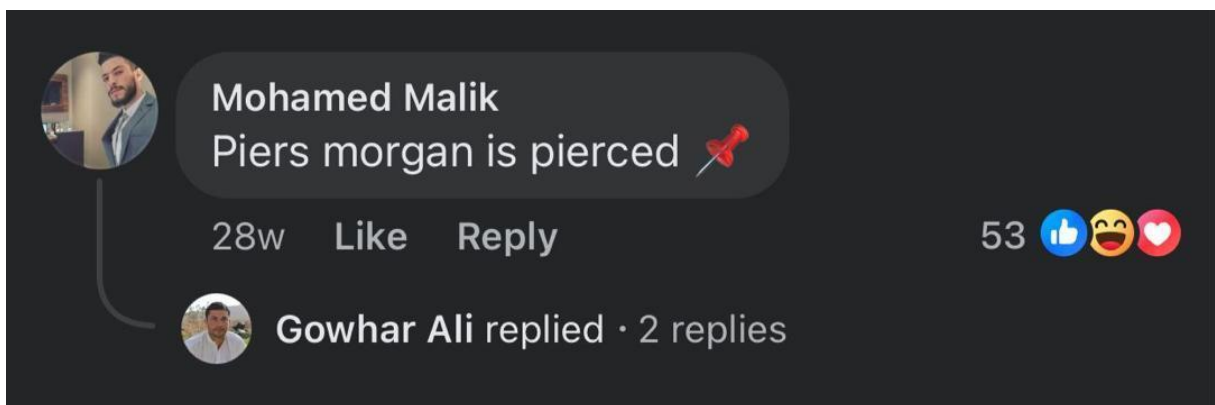 Mohamed Malik
Piers morgan is pierced 📌
28w Like Reply 53
Gowhar Ali replied · 2 replies